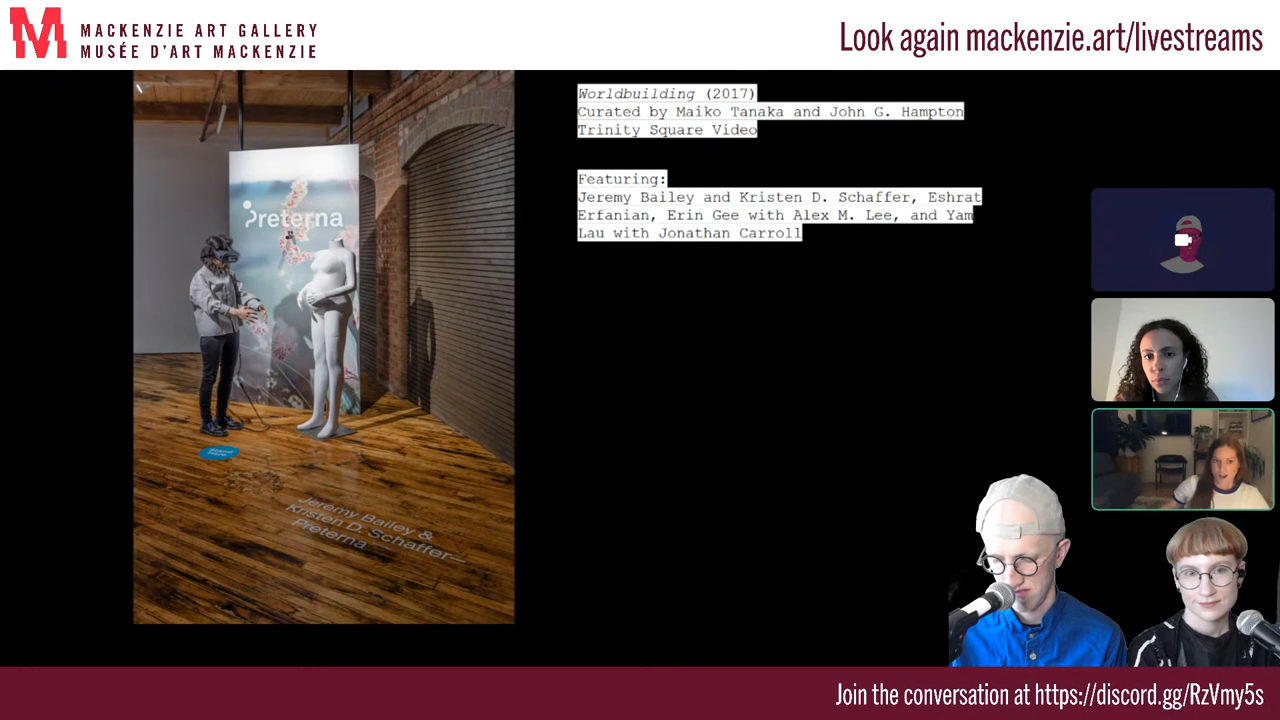 MACKENZIE ART GALLERY
MUSÉE D'ART MACKENZIE
Look again mackenzie.art/livestreams
Worldbuilding (2017)
Curated by Maiko Tanaka and John G. Hampton
Trinity Square Video
Featuring:
Jeremy Bailey and Kristen D. Schaffer, Eshrat
Erfanian, Erin Gee with Alex M. Lee, and Yam
Lau with Jonathan Carroll
Preterna
Stand
Here
Jeremy Bailey &
Kristen D. Schaffer—
Preterna
Join the conversation at https://discord.gg/RzVmy5s